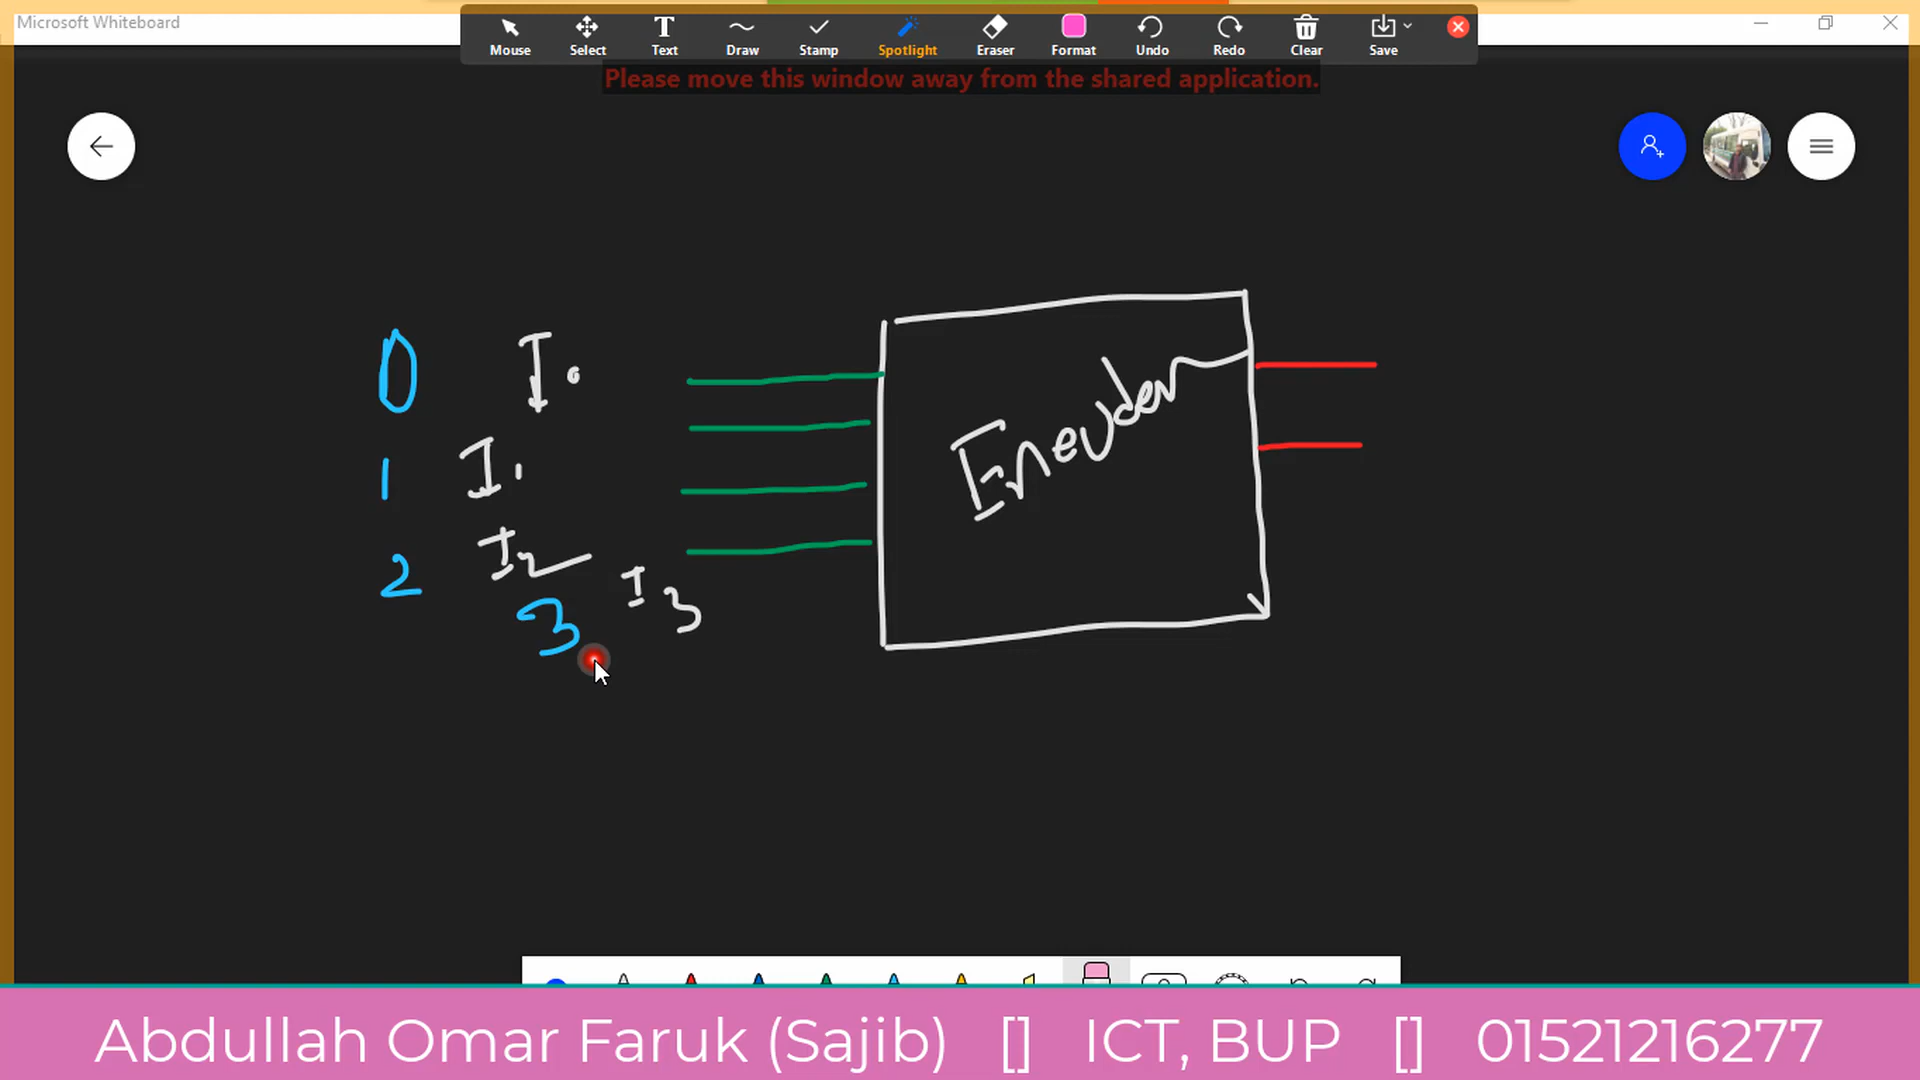 Microsoft Whiteboard
Mouse Select Text Draw Stamp Spotlight Eraser Format Undo Redo Clear Save
Please move this window away from the shared application.
0 I0
1 I1
2 I2
3 I3
Encoder
Abdullah Omar Faruk (Sajib) [] ICT, BUP [] 01521216277